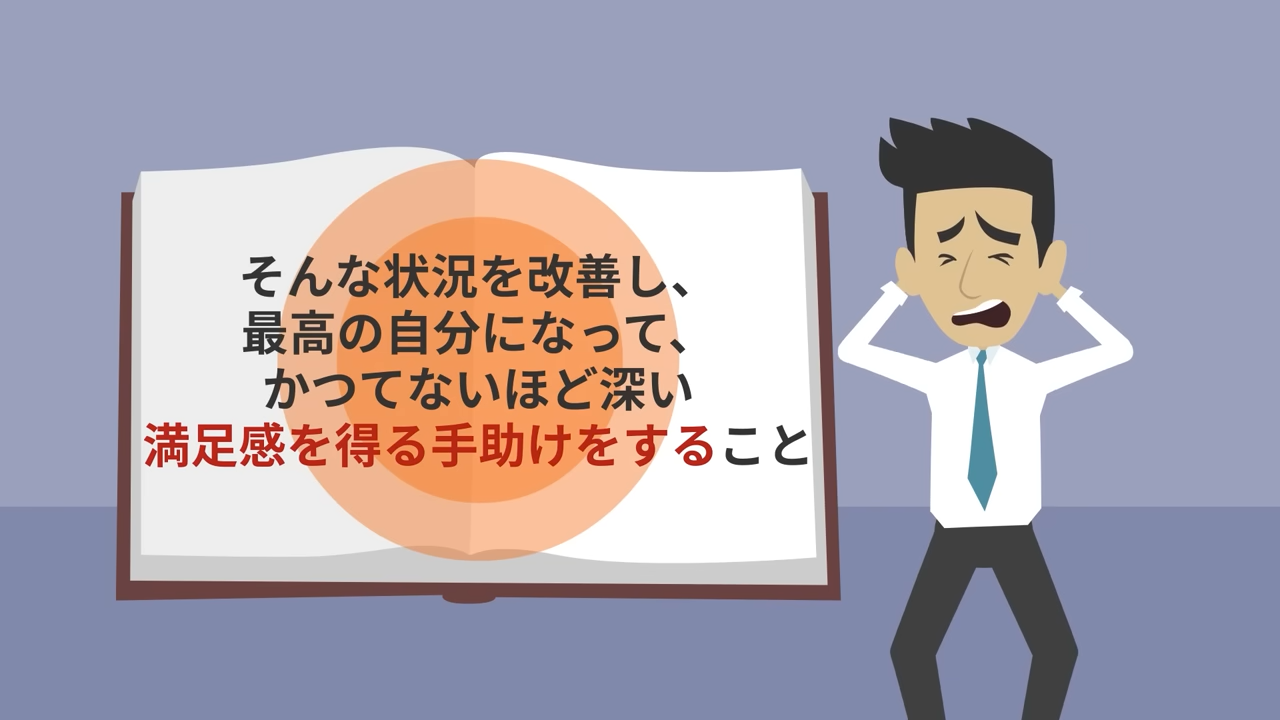 そんな状況を改善し、
最高の自分になって、
かつてないほど深い
満足感を得る手助けをすること